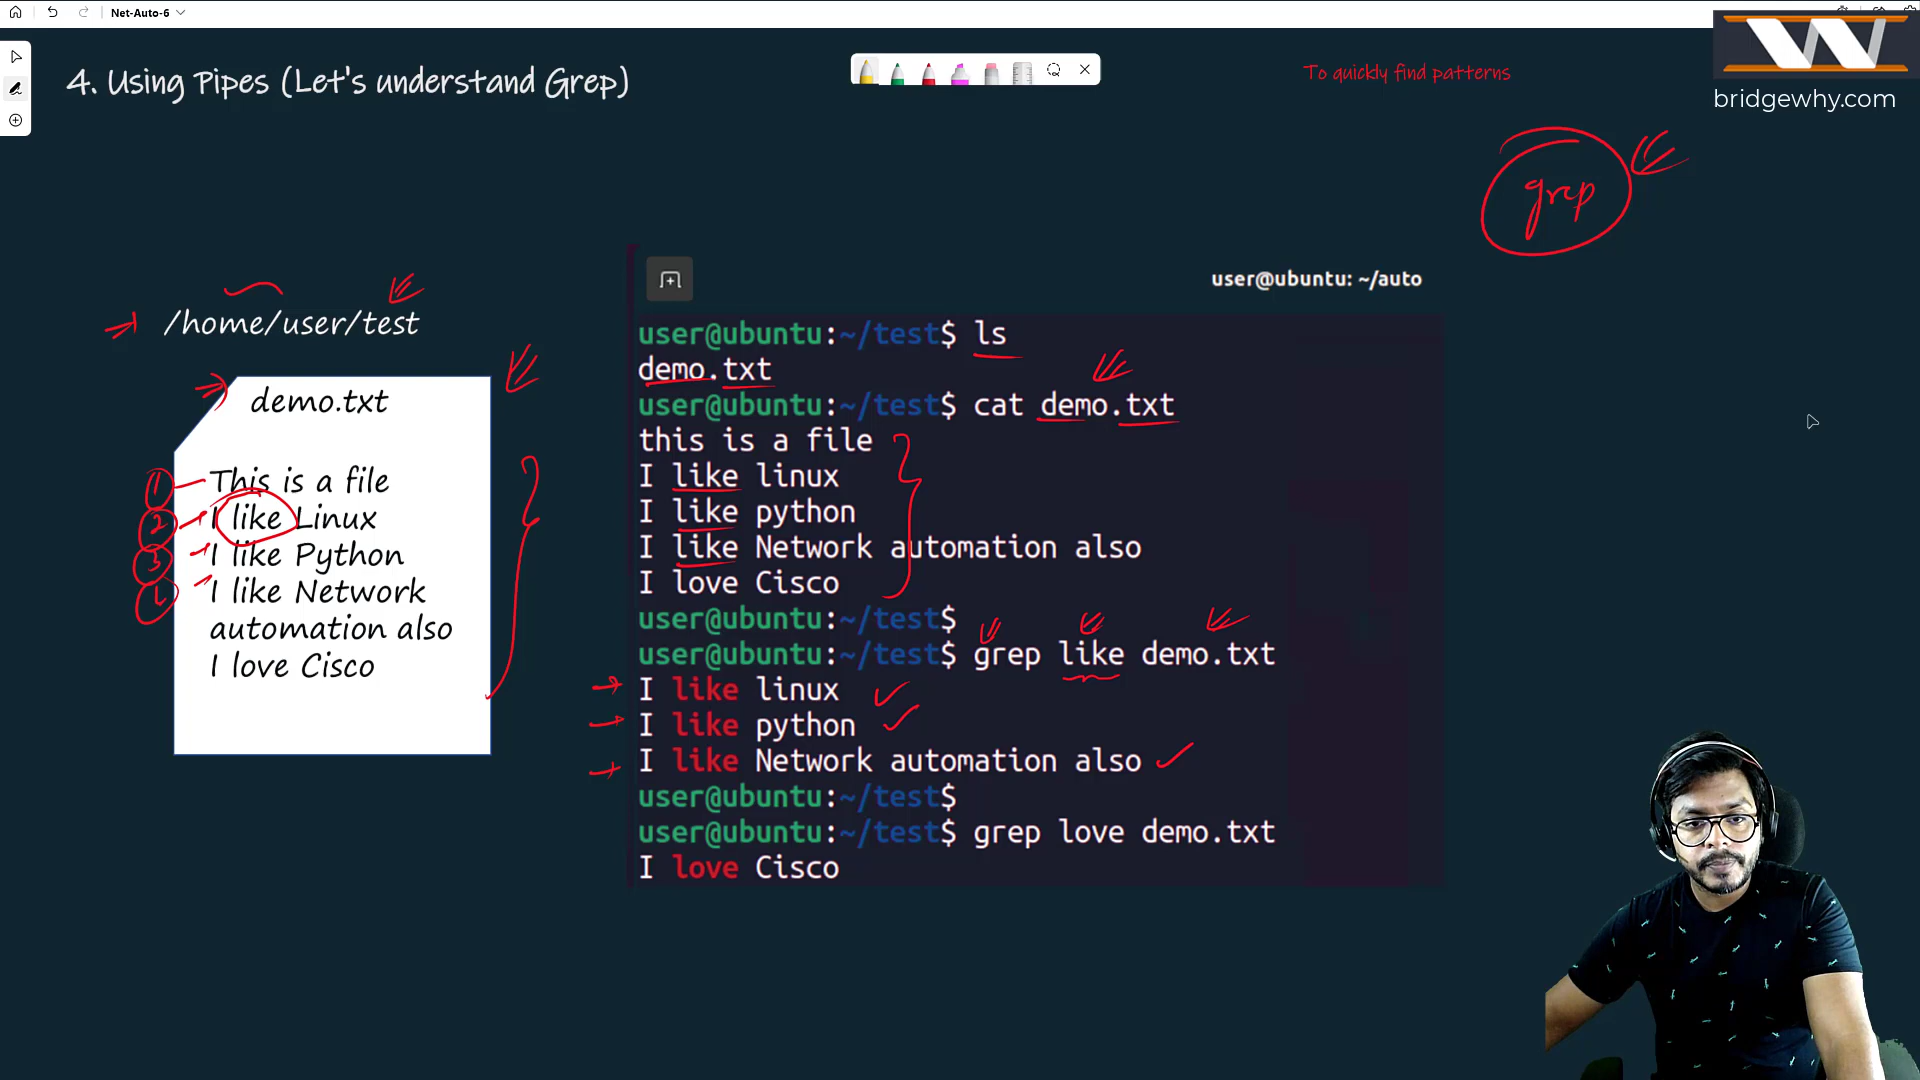 Net-Auto-6
4. Using Pipes (Let's understand Grep)
To quickly find patterns
bridgewhy.com
grep
/home/user/test
demo.txt
1 This is a file
2 I like Linux
3 I like Python
4 I like Network
automation also
I love Cisco
user@ubuntu: ~/auto
user@ubuntu:~/test$ ls
demo.txt
user@ubuntu:~/test$ cat demo.txt
this is a file
I like linux
I like python
I like Network automation also
I love Cisco
user@ubuntu:~/test$
user@ubuntu:~/test$ grep like demo.txt
I like linux
I like python
I like Network automation also
user@ubuntu:~/test$
user@ubuntu:~/test$ grep love demo.txt
I love Cisco